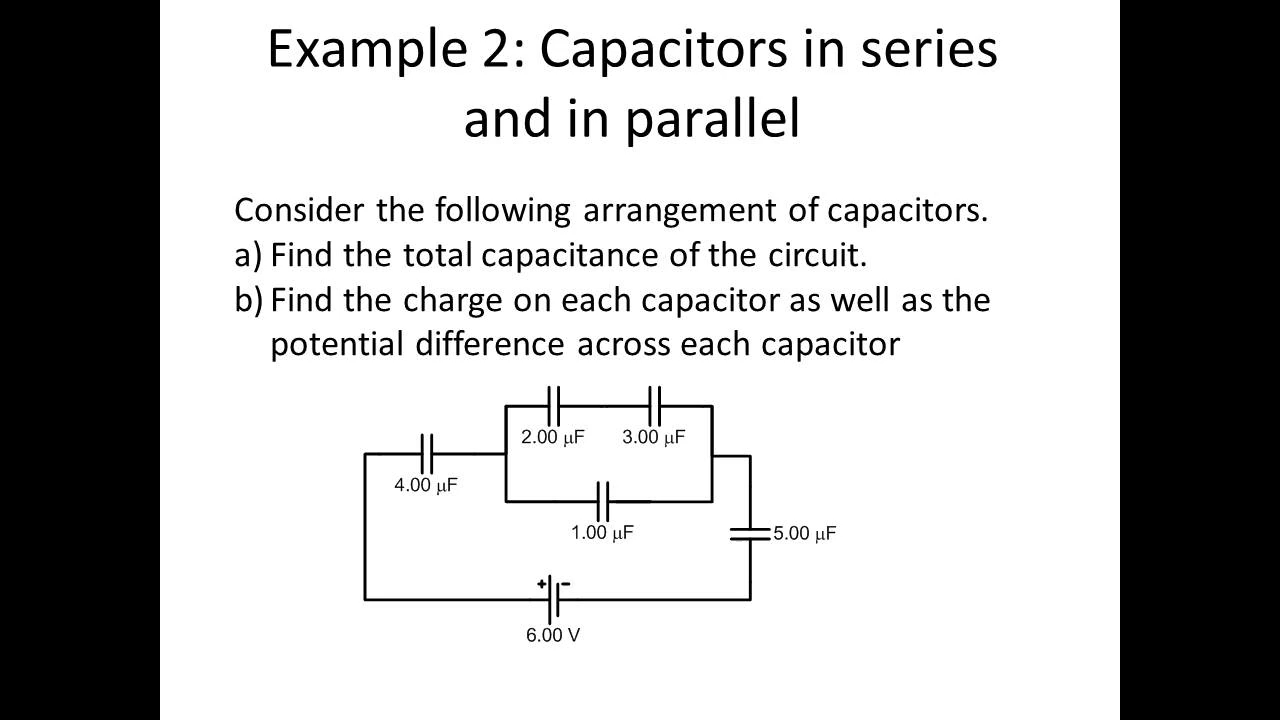 Example 2: Capacitors in series
and in parallel
Consider the following arrangement of capacitors.
a) Find the total capacitance of the circuit.
b) Find the charge on each capacitor as well as the
potential difference across each capacitor
2.00 μF 3.00 μF
4.00 μF
1.00 μF
5.00 μF
+ −
6.00 V